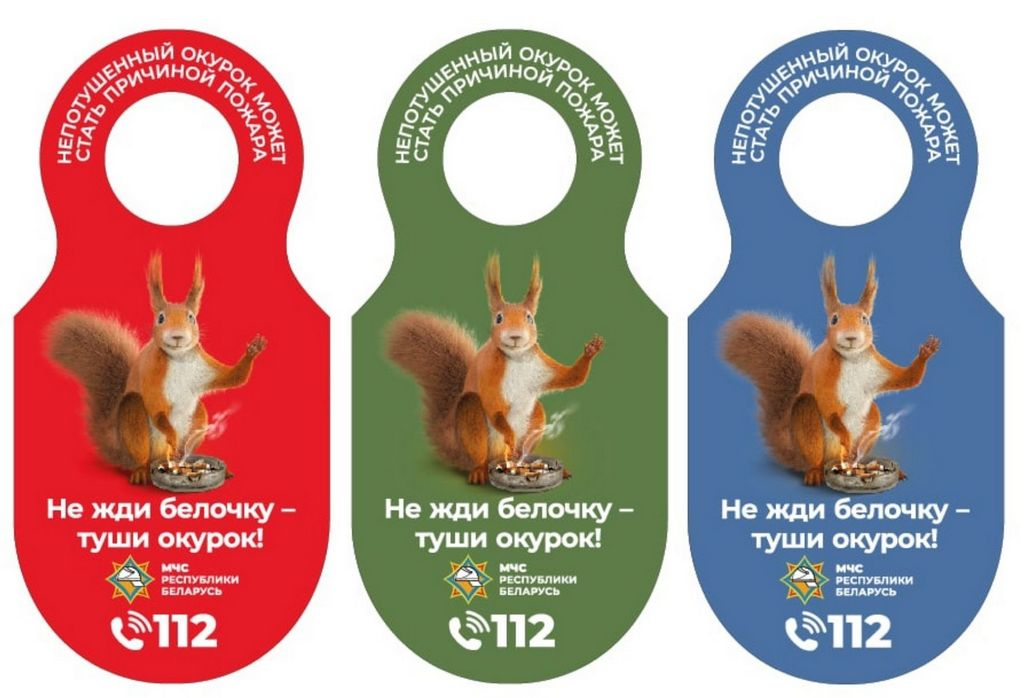 НЕПОТУШЕННЫЙ ОКУРОК МОЖЕТ
СТАТЬ ПРИЧИНОЙ ПОЖАРА
Не жди белочку –
туши окурок!
МЧС
РЕСПУБЛИКИ
БЕЛАРУСЬ
112
НЕПОТУШЕННЫЙ ОКУРОК МОЖЕТ
СТАТЬ ПРИЧИНОЙ ПОЖАРА
Не жди белочку –
туши окурок!
МЧС
РЕСПУБЛИКИ
БЕЛАРУСЬ
112
НЕПОТУШЕННЫЙ ОКУРОК МОЖЕТ
СТАТЬ ПРИЧИНОЙ ПОЖАРА
Не жди белочку –
туши окурок!
МЧС
РЕСПУБЛИКИ
БЕЛАРУСЬ
112